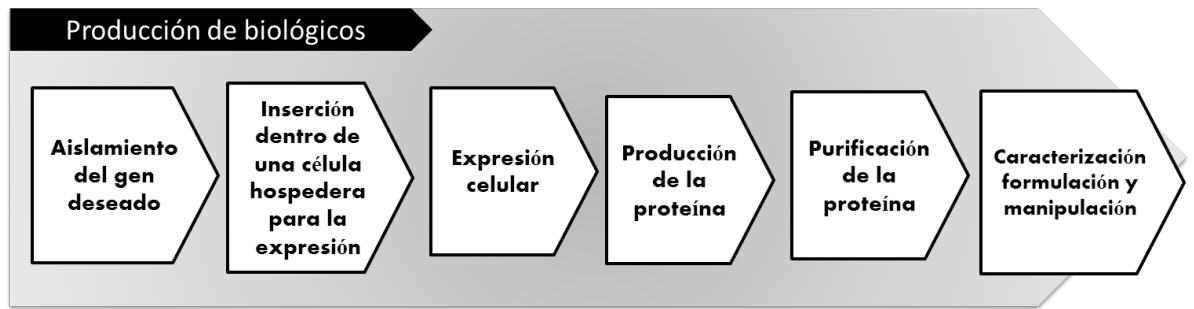 Producción de biológicos
Aislamiento
del gen
deseado
Inserción
dentro de
una célula
hospedera
para la
expresión
Expresión
celular
Producción
de la
proteína
Purificación
de la
proteína
Caracterización
formulación y
manipulación